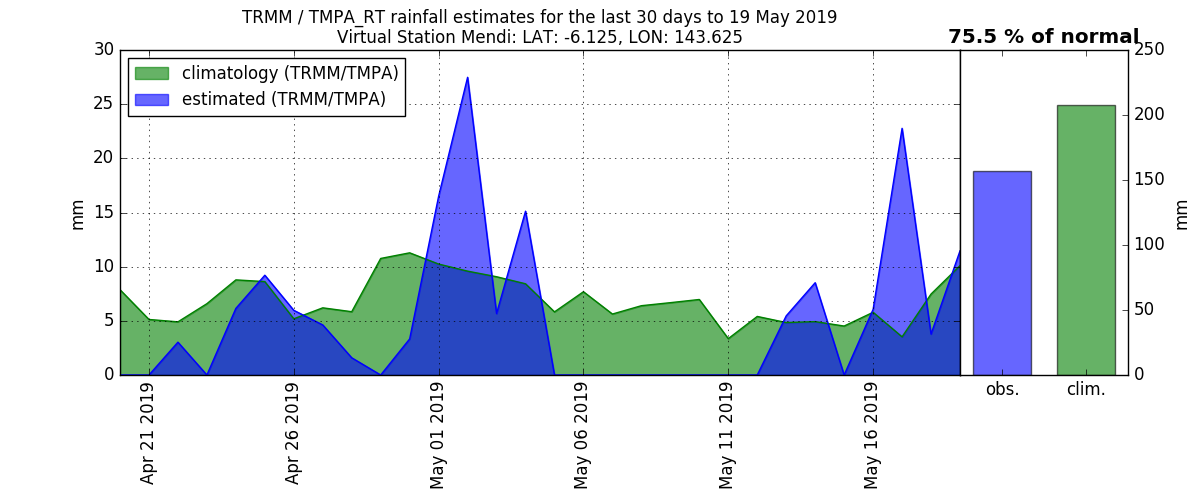 TRMM / TMPA_RT rainfall estimates for the last 30 days to 19 May 2019
Virtual Station Mendi: LAT: -6.125, LON: 143.625
75.5 % of normal
climatology (TRMM/TMPA)
estimated (TRMM/TMPA)
30
25
20
15
10
5
0
mm
250
200
150
100
50
0
mm
Apr 21 2019
Apr 26 2019
May 01 2019
May 06 2019
May 11 2019
May 16 2019
obs.
clim.